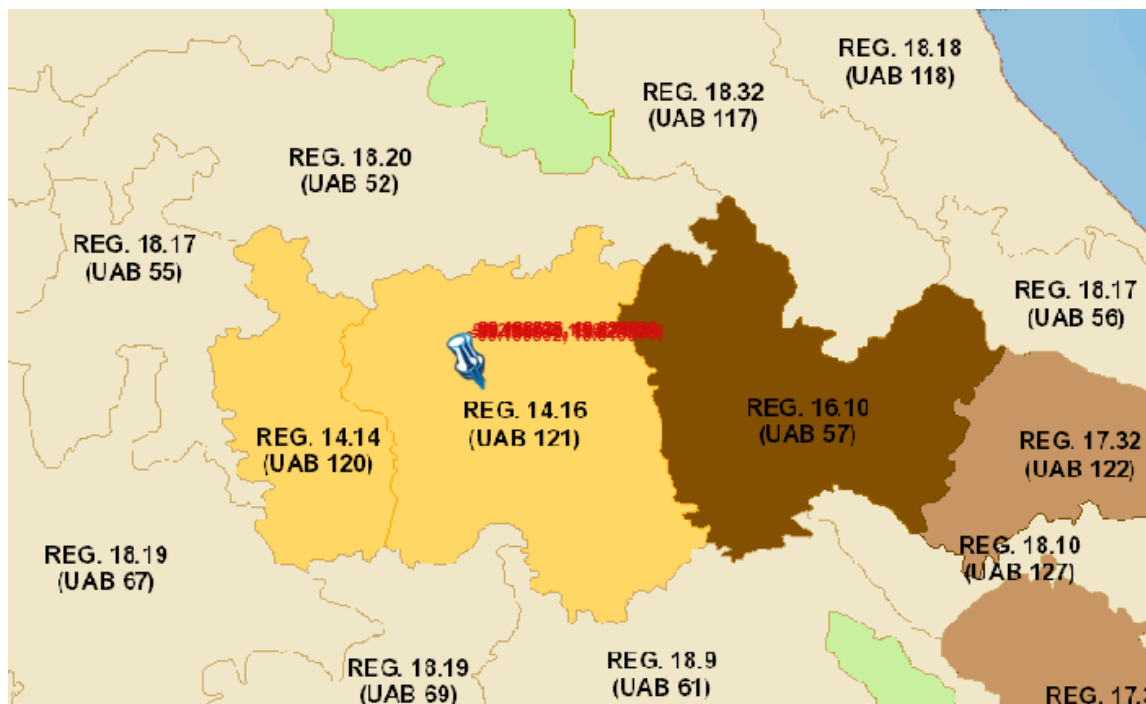 REG. 18.18
(UAB 118)
REG. 18.32
(UAB 117)
REG. 18.20
(UAB 52)
REG. 18.17
(UAB 55)
REG. 18.17
(UAB 56)
REG. 14.16
(UAB 121)
REG. 16.10
(UAB 57)
REG. 14.14
(UAB 120)
REG. 17.32
(UAB 122)
REG. 18.19
(UAB 67)
REG. 18.10
(UAB 127)
REG. 18.9
(UAB 61)
REG. 18.19
(UAB 69)
REG. 17.3